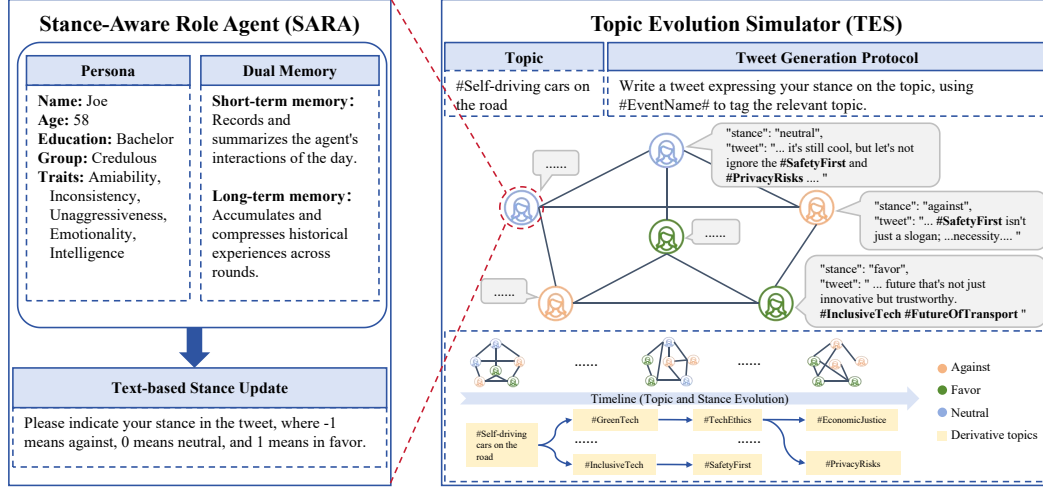 Stance-Aware Role Agent (SARA)
Persona
Name: Joe
Age: 58
Education: Bachelor
Group: Credulous
Traits: Amiability,
Inconsistency,
Unaggressiveness,
Emotionality,
Intelligence
Dual Memory
Short-term memory:
Records and
summarizes the agent's
interactions of the day.
Long-term memory:
Accumulates and
compresses historical
experiences across
rounds.
Text-based Stance Update
Please indicate your stance in the tweet, where -1
means against, 0 means neutral, and 1 means in favor.
Topic Evolution Simulator (TES)
Topic
#Self-driving cars on
the road
Tweet Generation Protocol
Write a tweet expressing your stance on the topic, using
#EventName# to tag the relevant topic.
"stance": "neutral",
"tweet": "... it's still cool, but let's not
ignore the #SafetyFirst and
#PrivacyRisks .... "
......
"stance": "against",
"tweet": "... #SafetyFirst isn't
just a slogan; ...necessity.... "
......
"stance": "favor",
"tweet": " ... future that's not just
innovative but trustworthy.
#InclusiveTech #FutureOfTransport "
......
......
......
Timeline (Topic and Stance Evolution)
#Self-driving
cars on the
road
#GreenTech
#TechEthics
#EconomicJustice
......
......
#InclusiveTech
#SafetyFirst
#PrivacyRisks
Against
Favor
Neutral
Derivative topics